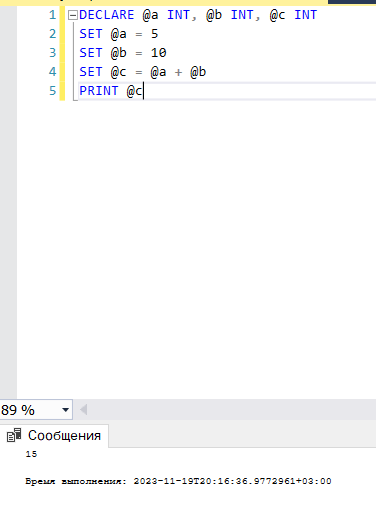 1 DECLARE @a INT, @b INT, @c INT
2 SET @a = 5
3 SET @b = 10
4 SET @c = @a + @b
5 PRINT @c
89 %
Сообщения
15
Время выполнения: 2023-11-19T20:16:36.9772961+03:00